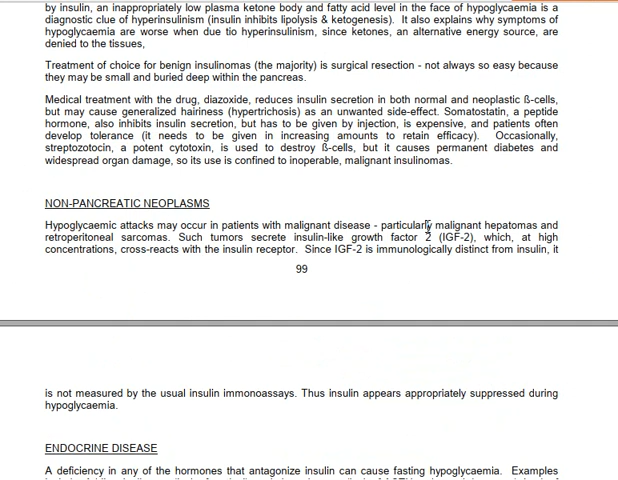 by insulin, an inappropriately low plasma ketone body and fatty acid level in the face of hypoglycaemia is a
diagnostic clue of hyperinsulinism (insulin inhibits lipolysis & ketogenesis).  It also explains why symptoms of
hypoglycaemia are worse when due tio hyperinsulinism, since ketones, an alternative energy source, are
denied to the tissues,
Treatment of choice for benign insulinomas (the majority) is surgical resection - not always so easy because
they may be small and buried deep within the pancreas.
Medical treatment with the drug, diazoxide, reduces insulin secretion in both normal and neoplastic ß-cells,
but may cause generalized hairiness (hypertrichosis) as an unwanted side-effect. Somatostatin, a peptide
hormone, also inhibits insulin secretion, but has to be given by injection, is expensive, and patients often
develop tolerance (it needs to be given in increasing amounts to retain efficacy).  Occasionally,
streptozotocin, a potent cytotoxin, is used to destroy ß-cells, but it causes permanent diabetes and
widespread organ damage, so its use is confined to inoperable, malignant insulinomas.
NON-PANCREATIC NEOPLASMS
Hypoglycaemic attacks may occur in patients with malignant disease - particularly malignant hepatomas and
retroperitoneal sarcomas. Such tumors secrete insulin-like growth factor 2 (IGF-2), which, at high
concentrations, cross-reacts with the insulin receptor.  Since IGF-2 is immunologically distinct from insulin, it
99
is not measured by the usual insulin immonoassays. Thus insulin appears appropriately suppressed during
hypoglycaemia.
ENDOCRINE DISEASE
A deficiency in any of the hormones that antagonize insulin can cause fasting hypoglycaemia.  Examples